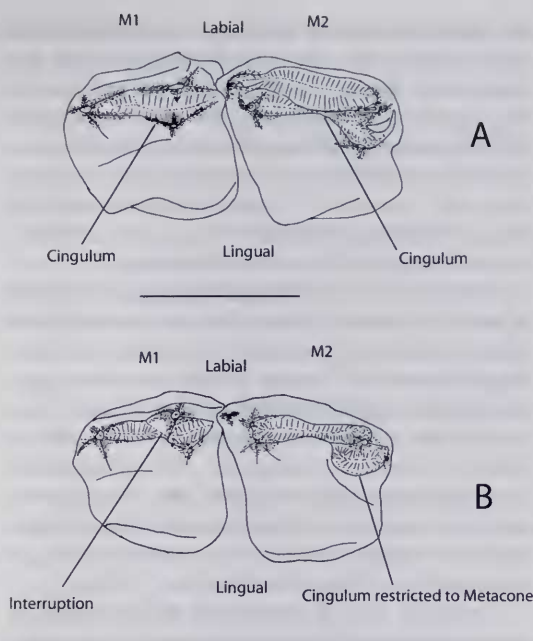 M1 Labial M2
A
Cingulum Lingual Cingulum
M1 Labial M2
B
Interruption Lingual Cingulum restricted to Metacone